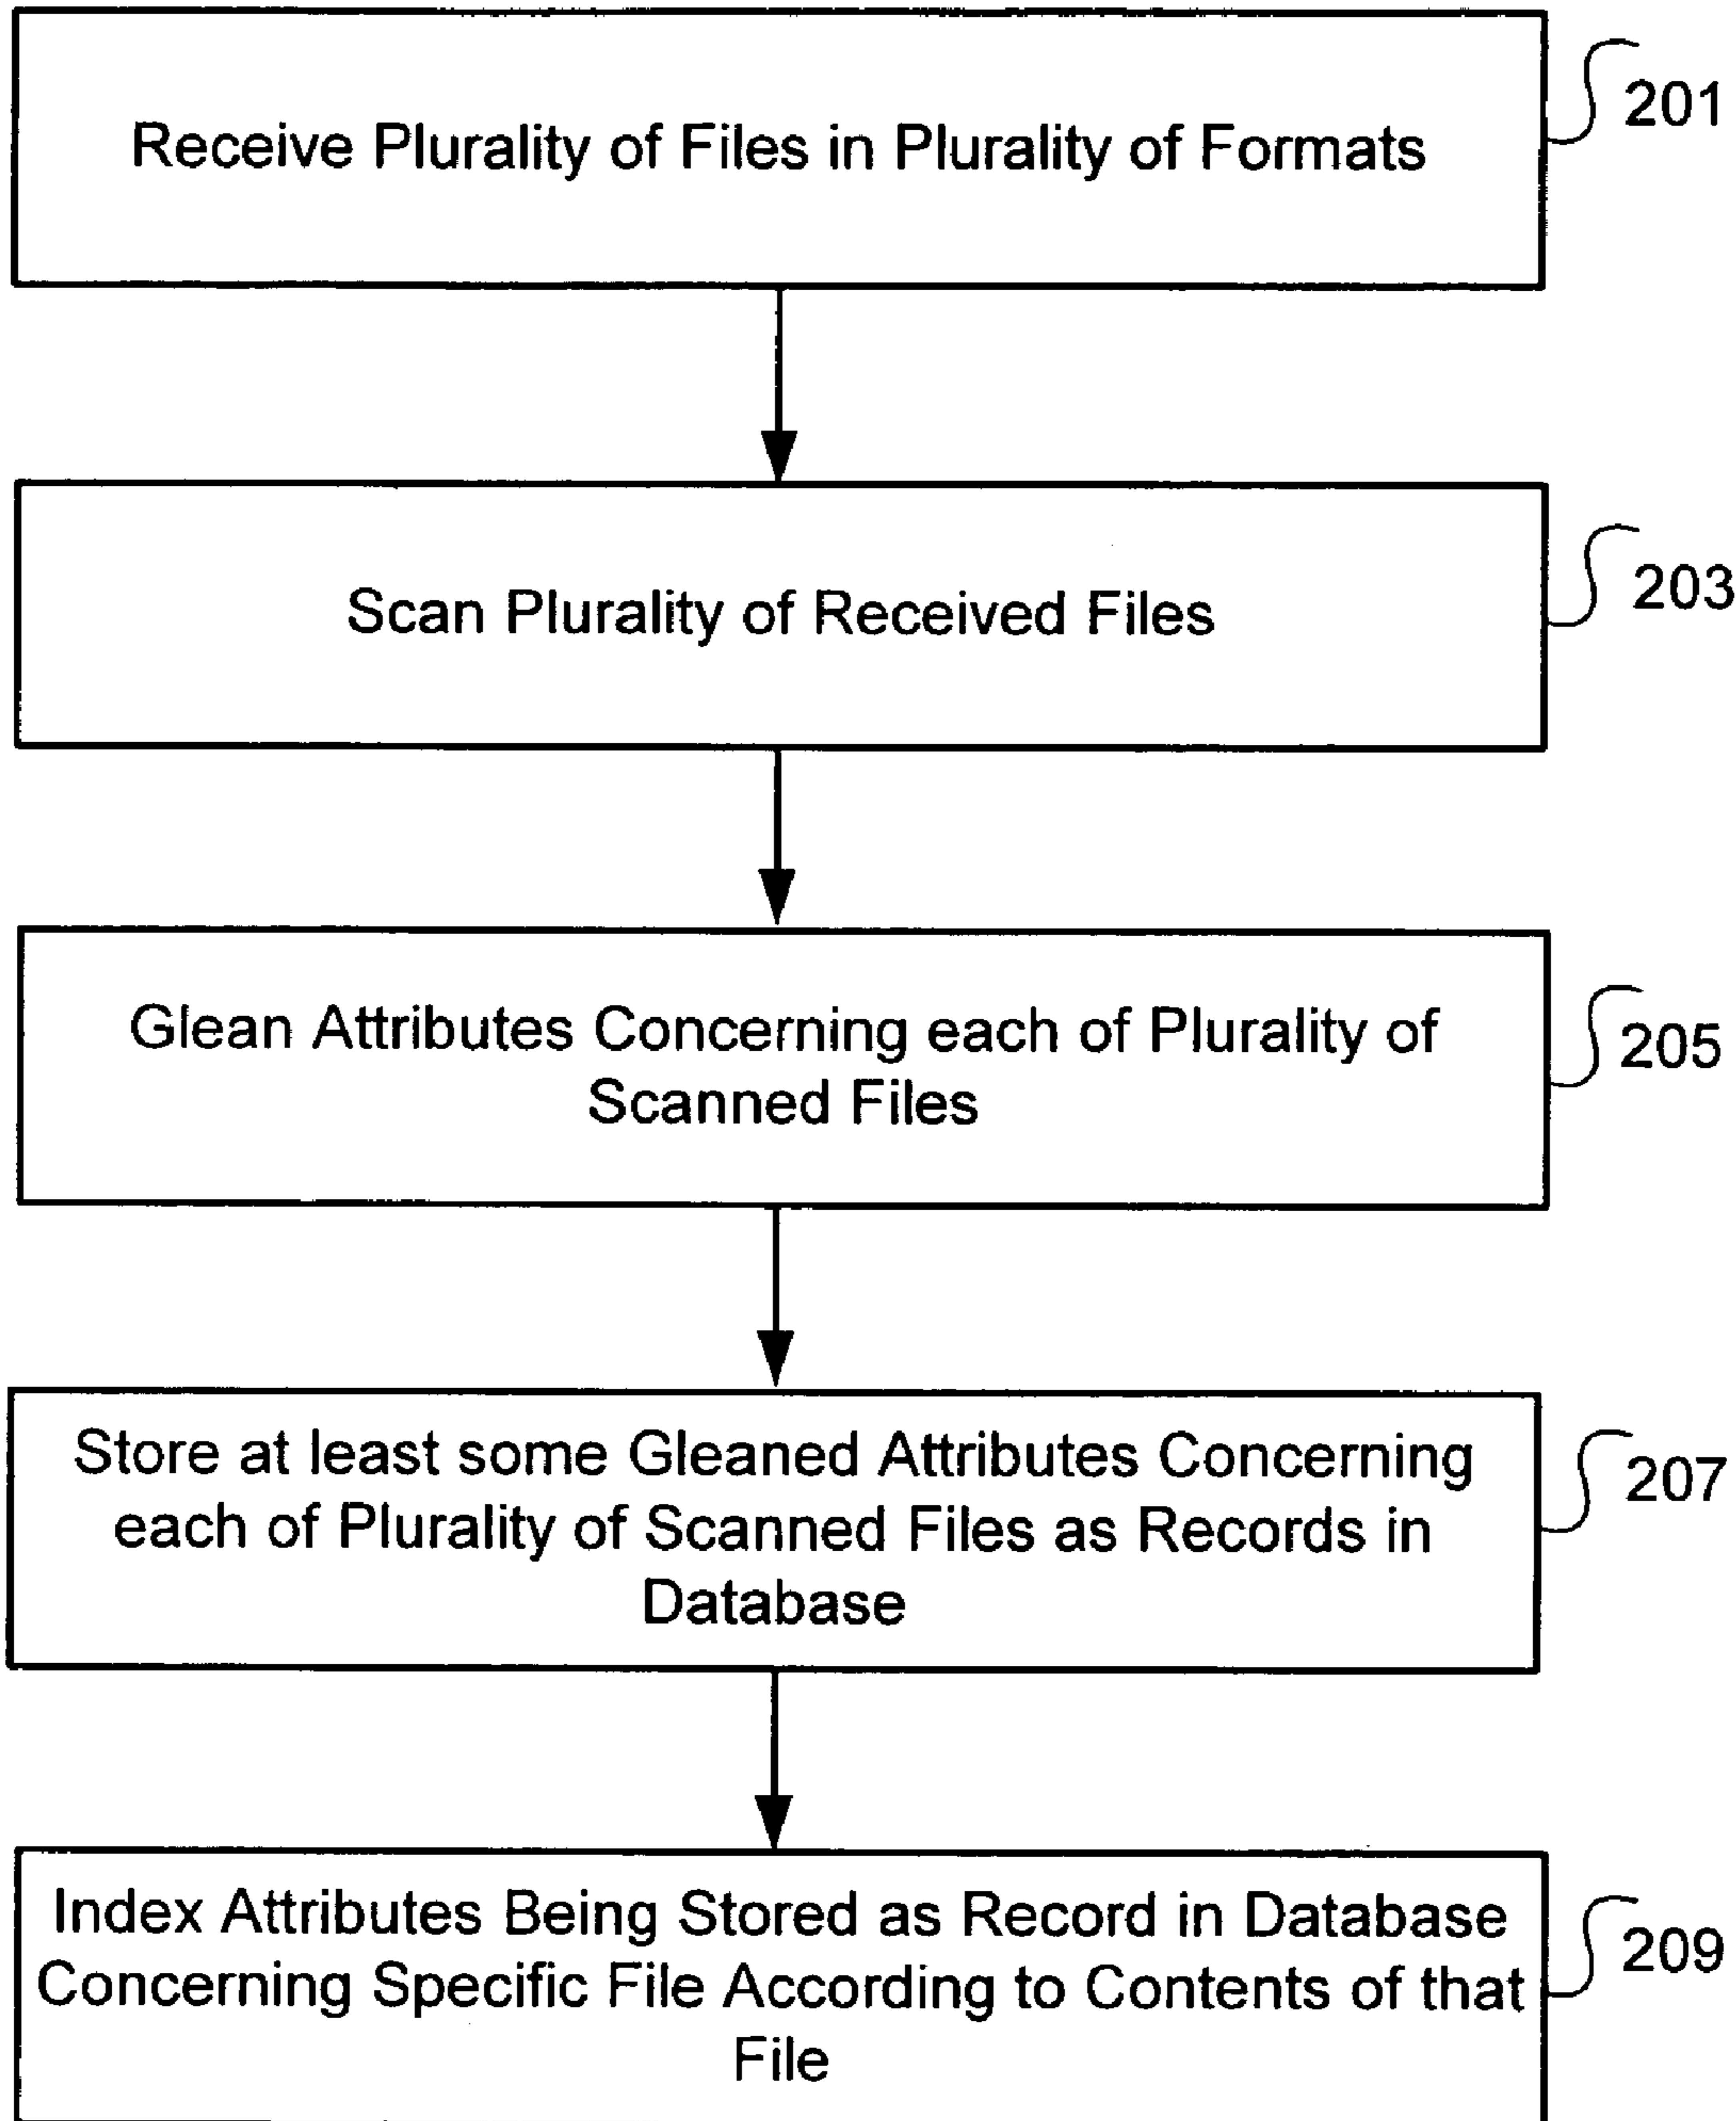 Receive Plurality of Files in Plurality of Formats
201
Scan Plurality of Received Files
203
Glean Attributes Concerning each of Plurality of
Scanned Files
205
Store at least some Gleaned Attributes Concerning
each of Plurality of Scanned Files as Records in
Database
207
Index Attributes Being Stored as Record in Database
Concerning Specific File According to Contents of that
File
209